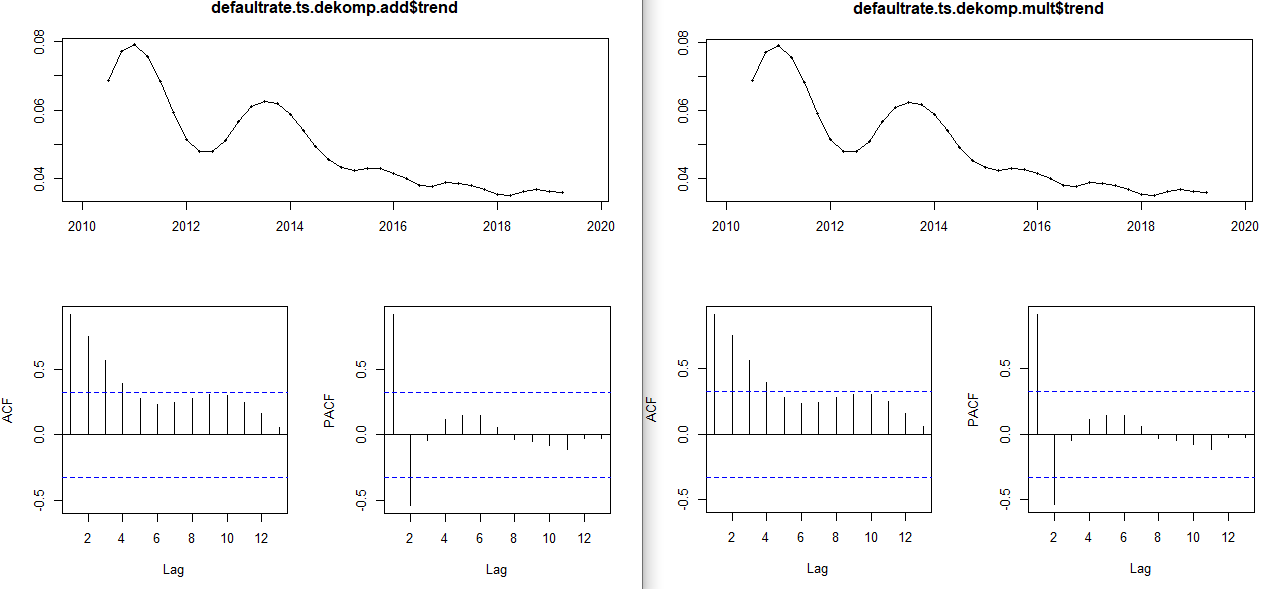 defaultrate.ts.dekomp.add$trend
0.08
0.06
0.04
2010 2012 2014 2016 2018 2020
ACF
0.5
0.0
-0.5
2 4 6 8 10 12
Lag
PACF
0.5
0.0
-0.5
2 4 6 8 10 12
Lag
defaultrate.ts.dekomp.mult$trend
0.08
0.06
0.04
2010 2012 2014 2016 2018 2020
ACF
0.5
0.0
-0.5
2 4 6 8 10 12
Lag
PACF
0.5
0.0
-0.5
2 4 6 8 10 12
Lag